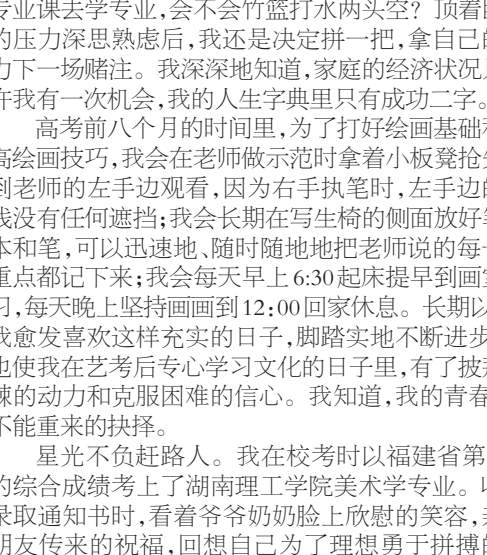 专业课去学专业,会不会竹篮打水两头空? 顶着
的压力深思熟虑后,我还是决定拼一把,拿自己的
力下一场赌注。我深深地知道,家庭的经济状况
许我有一次机会,我的人生字典里只有成功二字。
高考前八个月的时间里,为了打好绘画基础
高绘画技巧,我会在老师做示范时拿着小板凳抢
到老师的左手边观看,因为右手执笔时,左手边的
线没有任何遮挡;我会长期在写生椅的侧面放好
本和笔,可以迅速地、随时随地地把老师说的每
重点都记下来;我会每天早上6:30起床提早到画
习,每天晚上坚持画画到12:00回家休息。长期以
我愈发喜欢这样充实的日子,脚踏实地不断进步
也使我在艺考后专心学习文化的日子里,有了披
棘的动力和克服困难的信心。我知道,我的青春
不能重来的抉择。
星光不负赶路人。我在校考时以福建省第
的综合成绩考上了湖南理工学院美术学专业。
录取通知书时,看着爷爷奶奶脸上欣慰的笑容,
朋友传来的祝福,回想自己为了理想勇于拼搏的